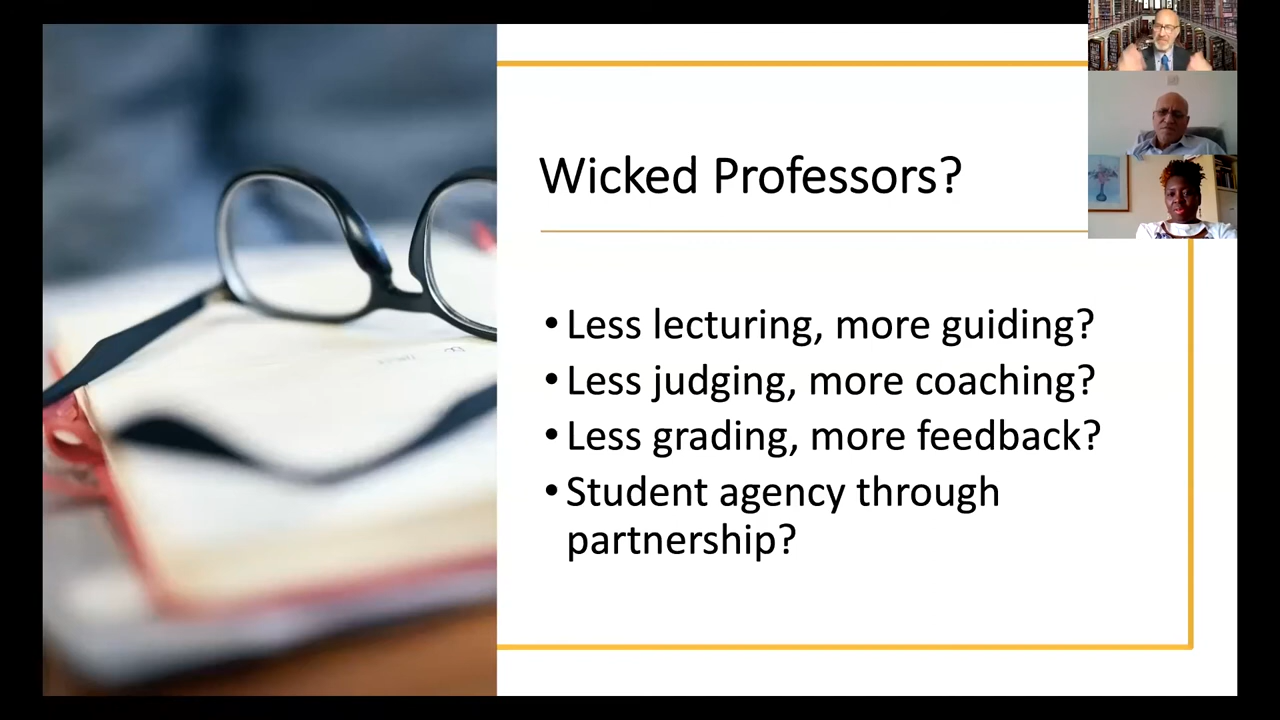 Wicked Professors?
• Less lecturing, more guiding?
• Less judging, more coaching?
• Less grading, more feedback?
• Student agency through
partnership?